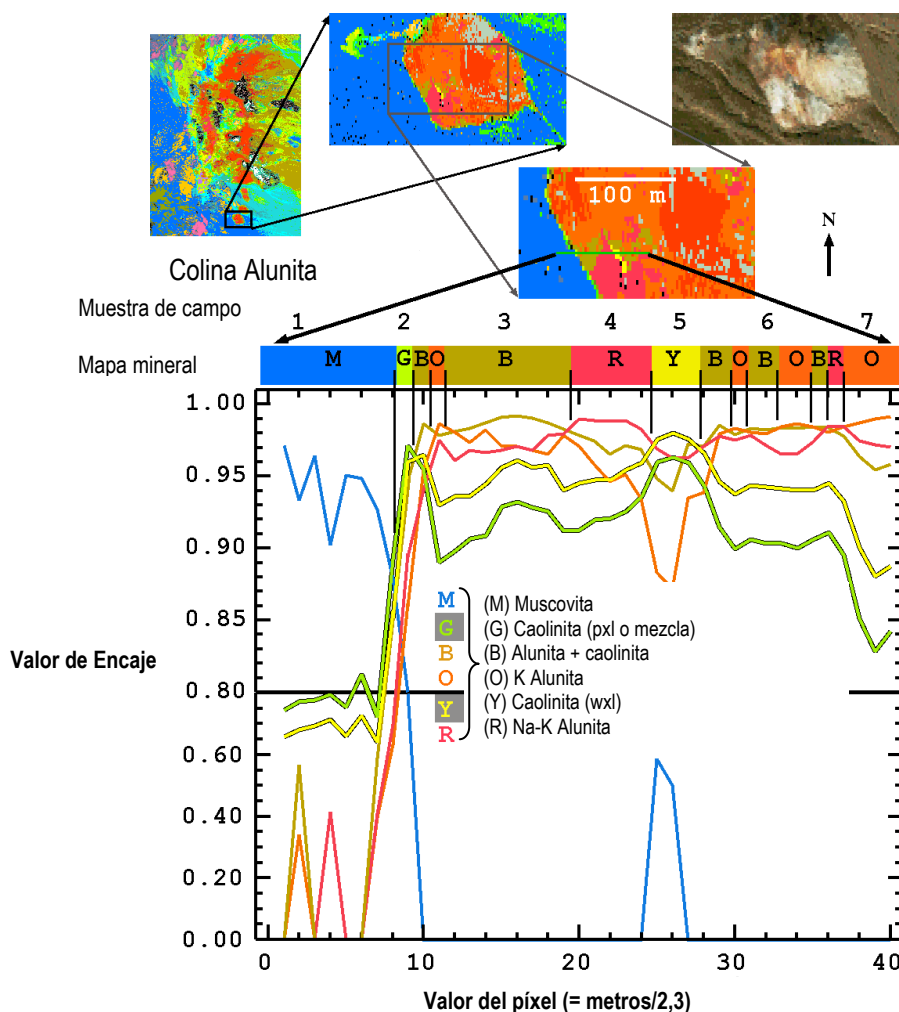 100 m
N
Colina Alunita
Muestra de campo
1 2 3 4 5 6 7
Mapa mineral
M G B O B R Y B O B O B R O
1.00
0.95
0.90
0.85
0.80
0.60
0.40
0.20
0.00
Valor de Encaje
M (M) Muscovita
G (G) Caolinita (pxl o mezcla)
B (B) Alunita + caolinita
O (O) K Alunita
Y (Y) Caolinita (wxl)
R (R) Na-K Alunita
0 10 20 30 40
Valor del píxel (= metros/2,3)